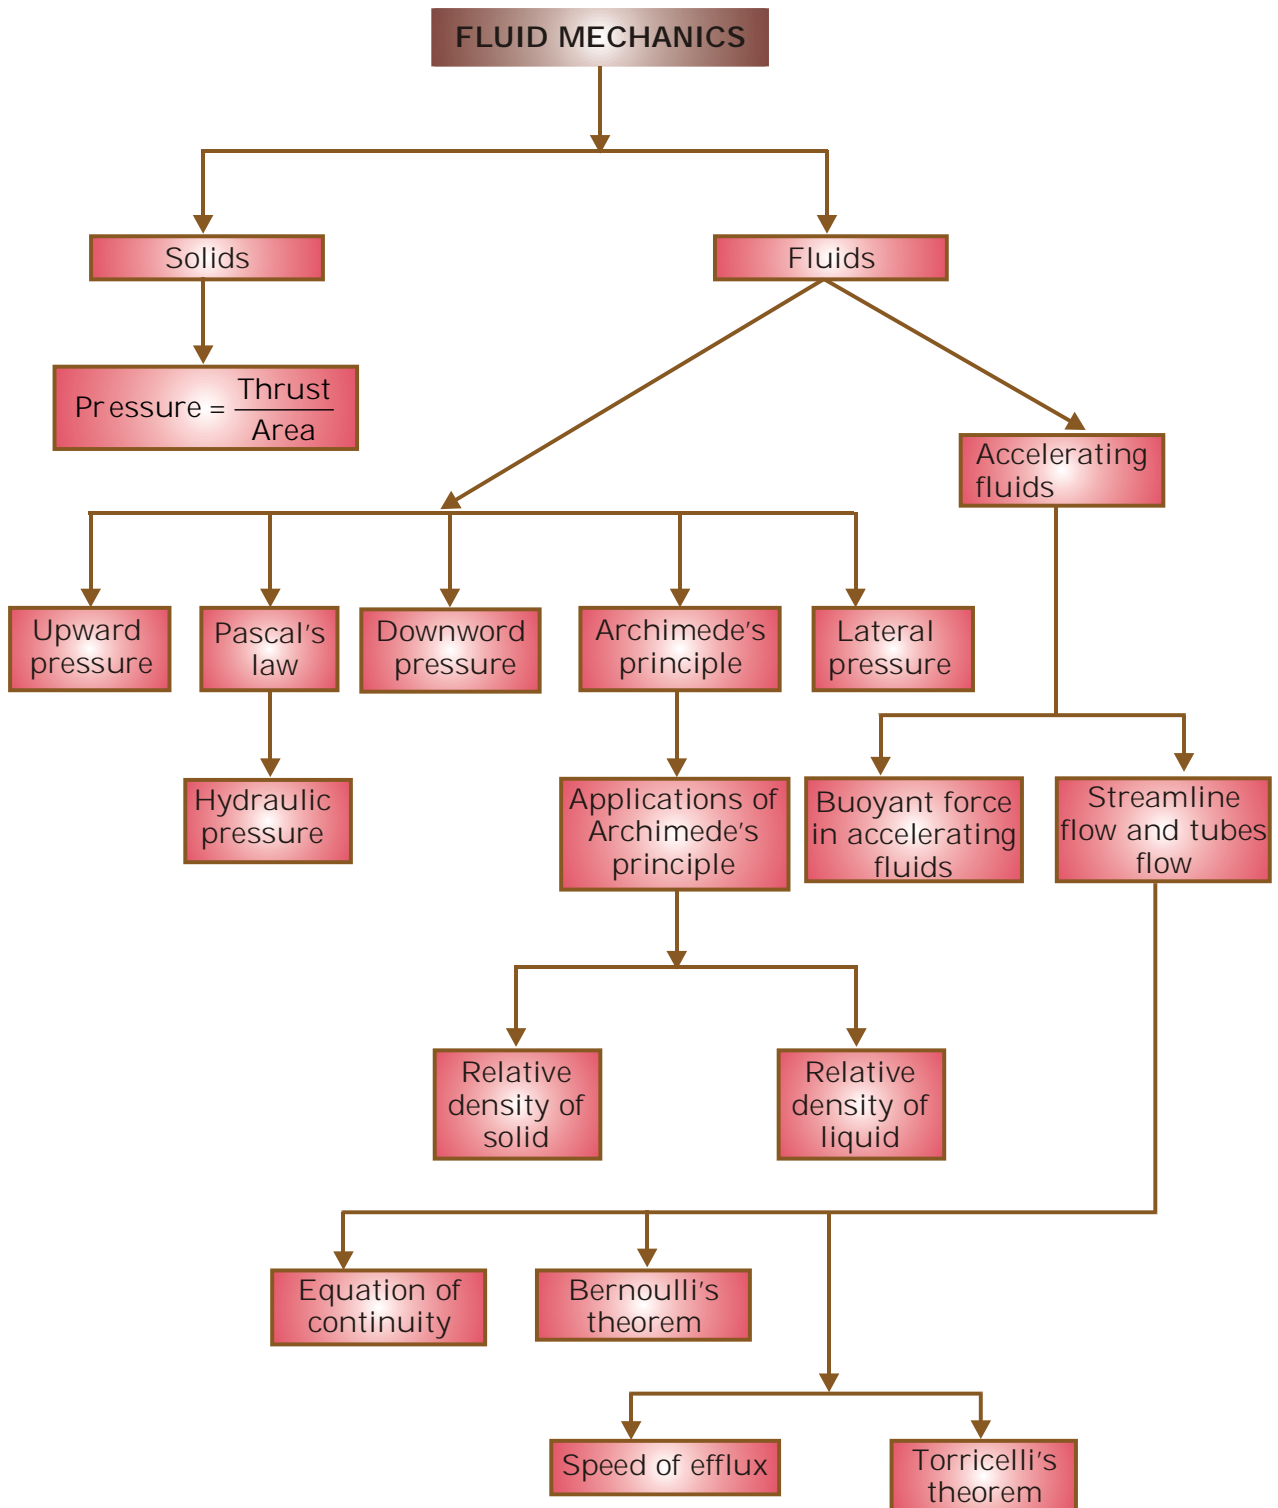 FLUID MECHANICS
Solids
Fluids
Pressure = Thrust
Area
Accelerating
fluids
Upward
pressure
Pascal's
law
Downword
pressure
Archimede's
principle
Lateral
pressure
Hydraulic
pressure
Applications of
Archimede's
principle
Buoyant force
in accelerating
fluids
Streamline
flow and tubes
flow
Relative
density of
solid
Relative
density of
liquid
Equation of
continuity
Bernoulli's
theorem
Speed of efflux
Torricelli's
theorem